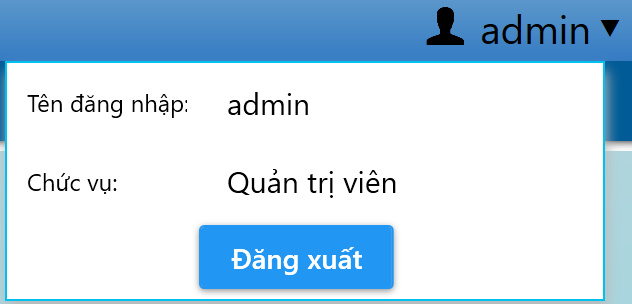 admin
Tên đăng nhập: admin
Chức vụ: Quản trị viên
Đăng xuất